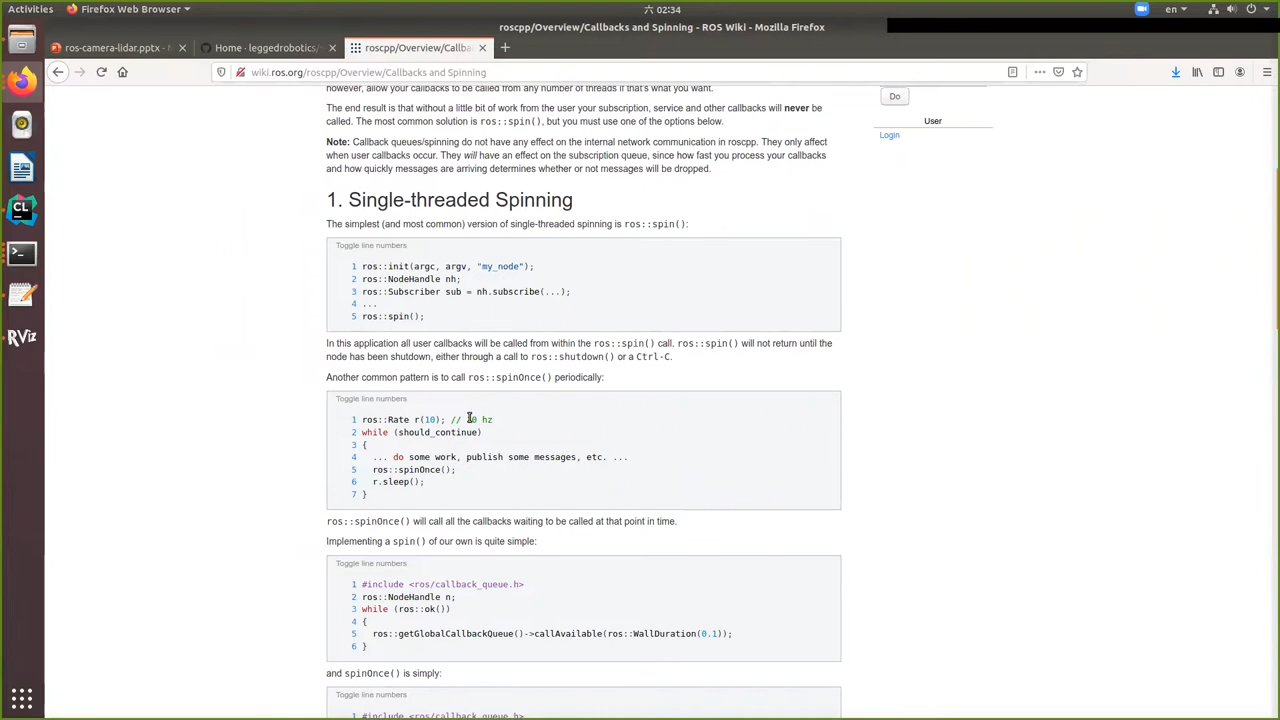 Activities
Firefox Web Browser
六 02:34
en
roscpp/Overview/Callbacks and Spinning - ROS Wiki - Mozilla Firefox
ros-camera-lidar.pptx - 
Home · leggedrobotics/
roscpp/Overview/Callba
wiki.ros.org/roscpp/Overview/Callbacks and Spinning
however, allow your callbacks to be called from any number of threads if that's what you want.
The end result is that without a little bit of work from the user your subscription, service and other callbacks will never be
called. The most common solution is ros::spin(), but you must use one of the options below.
Note: Callback queues/spinning do not have any effect on the internal network communication in roscpp. They only affect
when user callbacks occur. They will have an effect on the subscription queue, since how fast you process your callbacks
and how quickly messages are arriving determines whether or not messages will be dropped.
Do
User
Login
1. Single-threaded Spinning
The simplest (and most common) version of single-threaded spinning is ros::spin():
Toggle line numbers
1 ros::init(argc, argv, "my_node");
2 ros::NodeHandle nh;
3 ros::Subscriber sub = nh.subscribe(...);
4 ...
5 ros::spin();
In this application all user callbacks will be called from within the ros::spin() call. ros::spin() will not return until the
node has been shutdown, either through a call to ros::shutdown() or a Ctrl-C.
Another common pattern is to call ros::spinOnce() periodically:
Toggle line numbers
1 ros::Rate r(10); // 10 hz
2 while (should_continue)
3 {
4 ... do some work, publish some messages, etc. ...
5 ros::spinOnce();
6 r.sleep();
7 }
ros::spinOnce() will call all the callbacks waiting to be called at that point in time.
Implementing a spin() of our own is quite simple:
Toggle line numbers
1 #include <ros/callback_queue.h>
2 ros::NodeHandle n;
3 while (ros::ok())
4 {
5 ros::getGlobalCallbackQueue()->callAvailable(ros::WallDuration(0.1));
6 }
and spinOnce() is simply:
Toggle line numbers
1 #include <ros/callback_queue.h>
CL
RViz